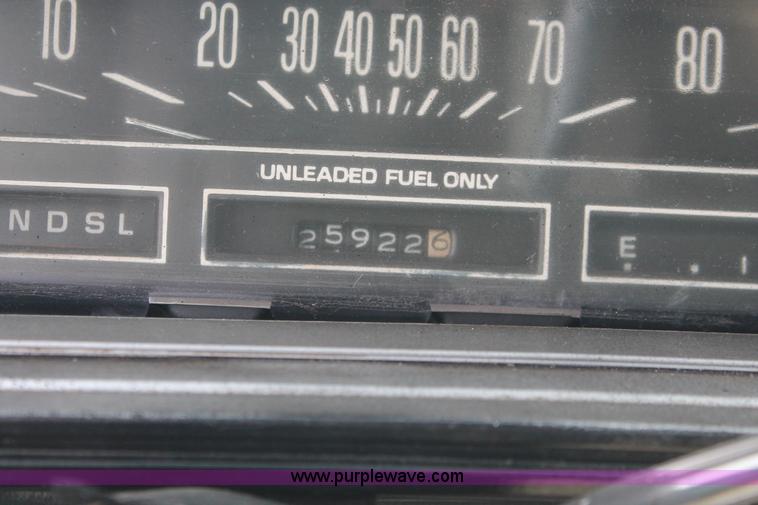 10 20 30 40 50 60 70 80
UNLEADED FUEL ONLY
NDSL 259226 E
www.purplewave.com